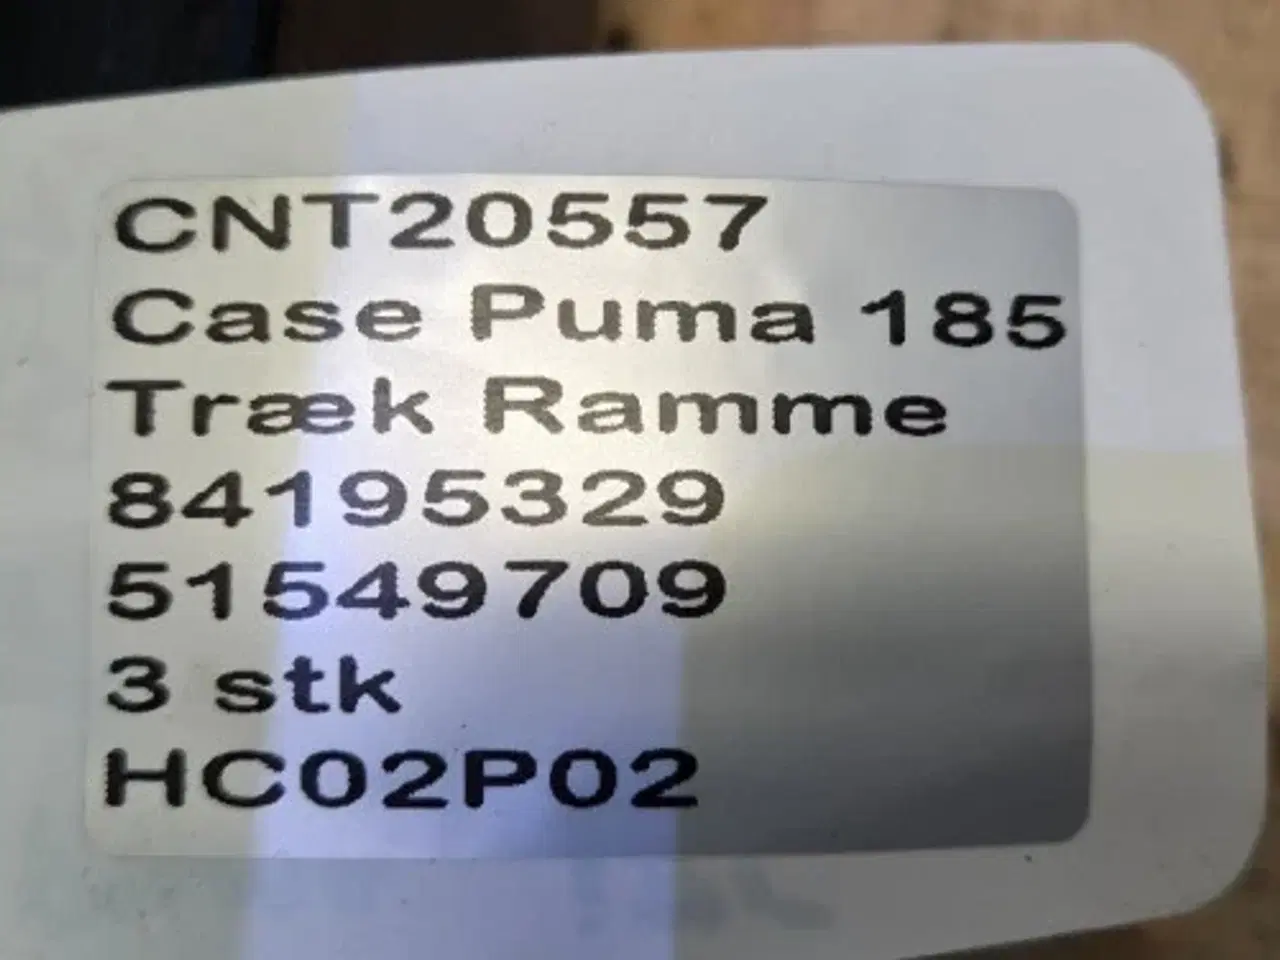 CNT20557
Case Puma 185
Træk Ramme
84195329
51549709
3 stk
HC02P02